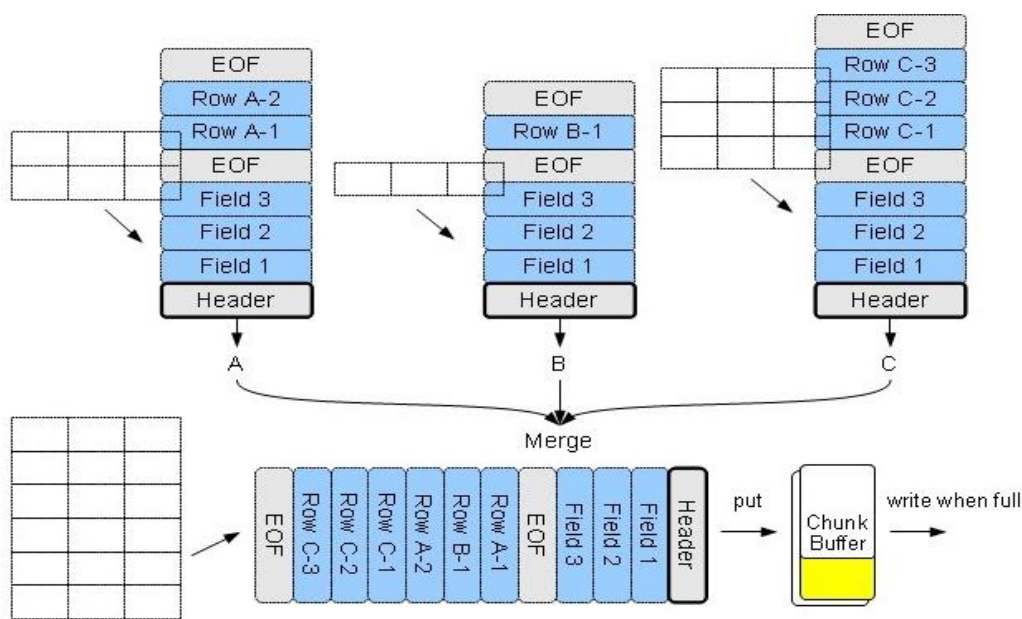 EOF
Row A-2
Row A-1
EOF
Field 3
Field 2
Field 1
Header
A
EOF
Row B-1
EOF
Field 3
Field 2
Field 1
Header
B
EOF
Row C-3
Row C-2
Row C-1
EOF
Field 3
Field 2
Field 1
Header
C
Merge
EOF
Row C-3
Row C-2
Row C-1
Row A-2
Row B-1
Row A-1
EOF
Field 3
Field 2
Field 1
Header
put
Chunk
Buffer
write when full